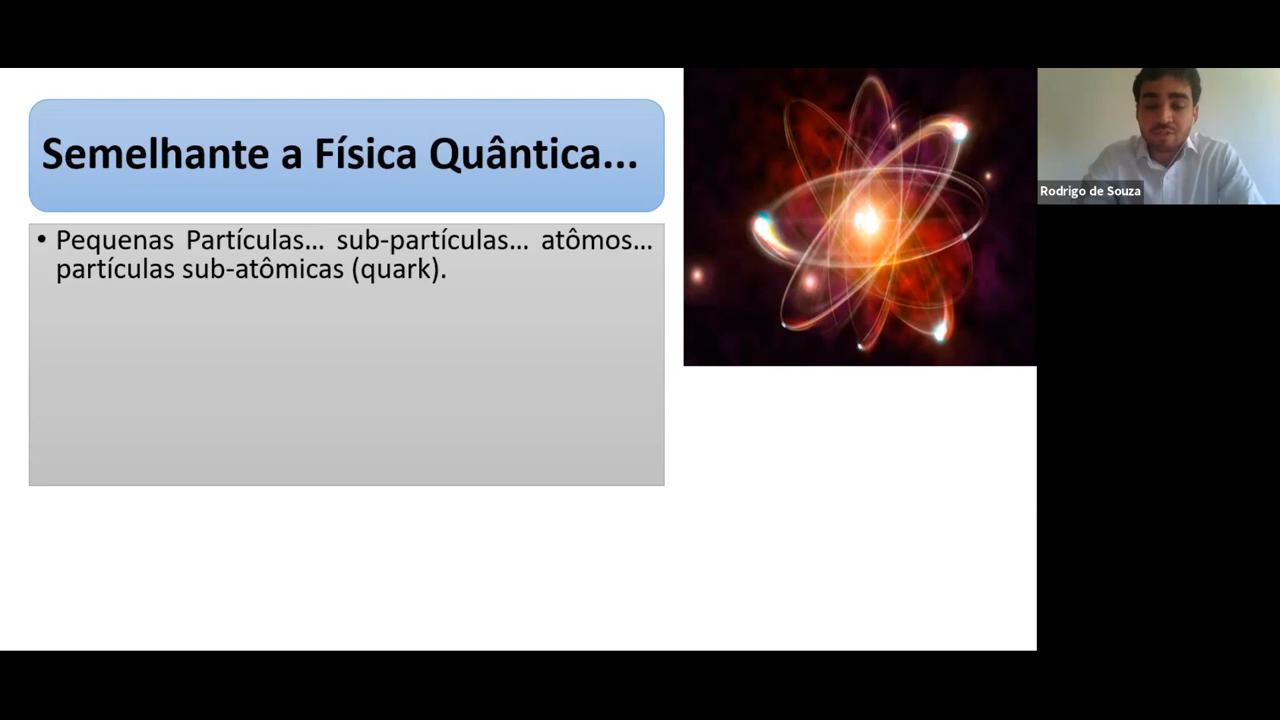 Semelhante a Física Quântica...
• Pequenas Partículas... sub-partículas... atômos...
partículas sub-atômicas (quark).
Rodrigo de Souza